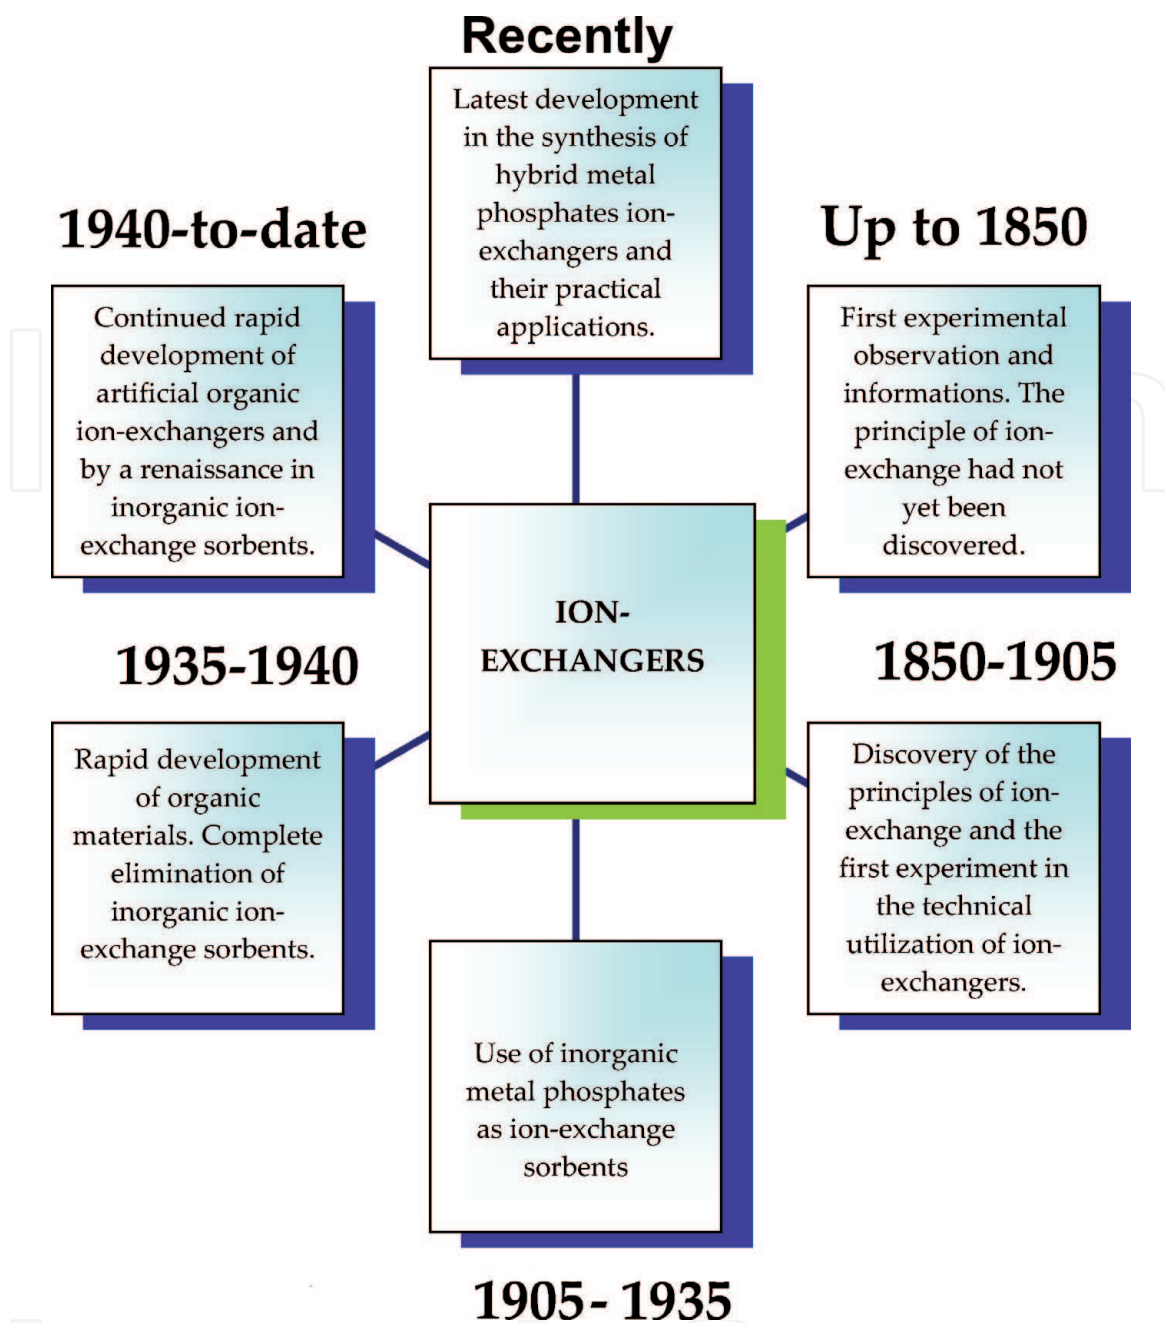 Recently
Latest development
in the synthesis of
hybrid metal
phosphates ion-
exchangers and
their practical
applications.
1940-to-date
Continued rapid
development of
artificial organic
ion-exchangers and
by a renaissance in
inorganic ion-
exchange sorbents.
Up to 1850
First experimental
observation and
informations. The
principle of ion-
exchange had not
yet been
discovered.
ION-
EXCHANGERS
1935-1940
Rapid development
of organic
materials. Complete
elimination of
inorganic ion-
exchange sorbents.
1850-1905
Discovery of the
principles of ion-
exchange and the
first experiment in
the technical
utilization of ion-
exchangers.
Use of inorganic
metal phosphates
as ion-exchange
sorbents
1905- 1935